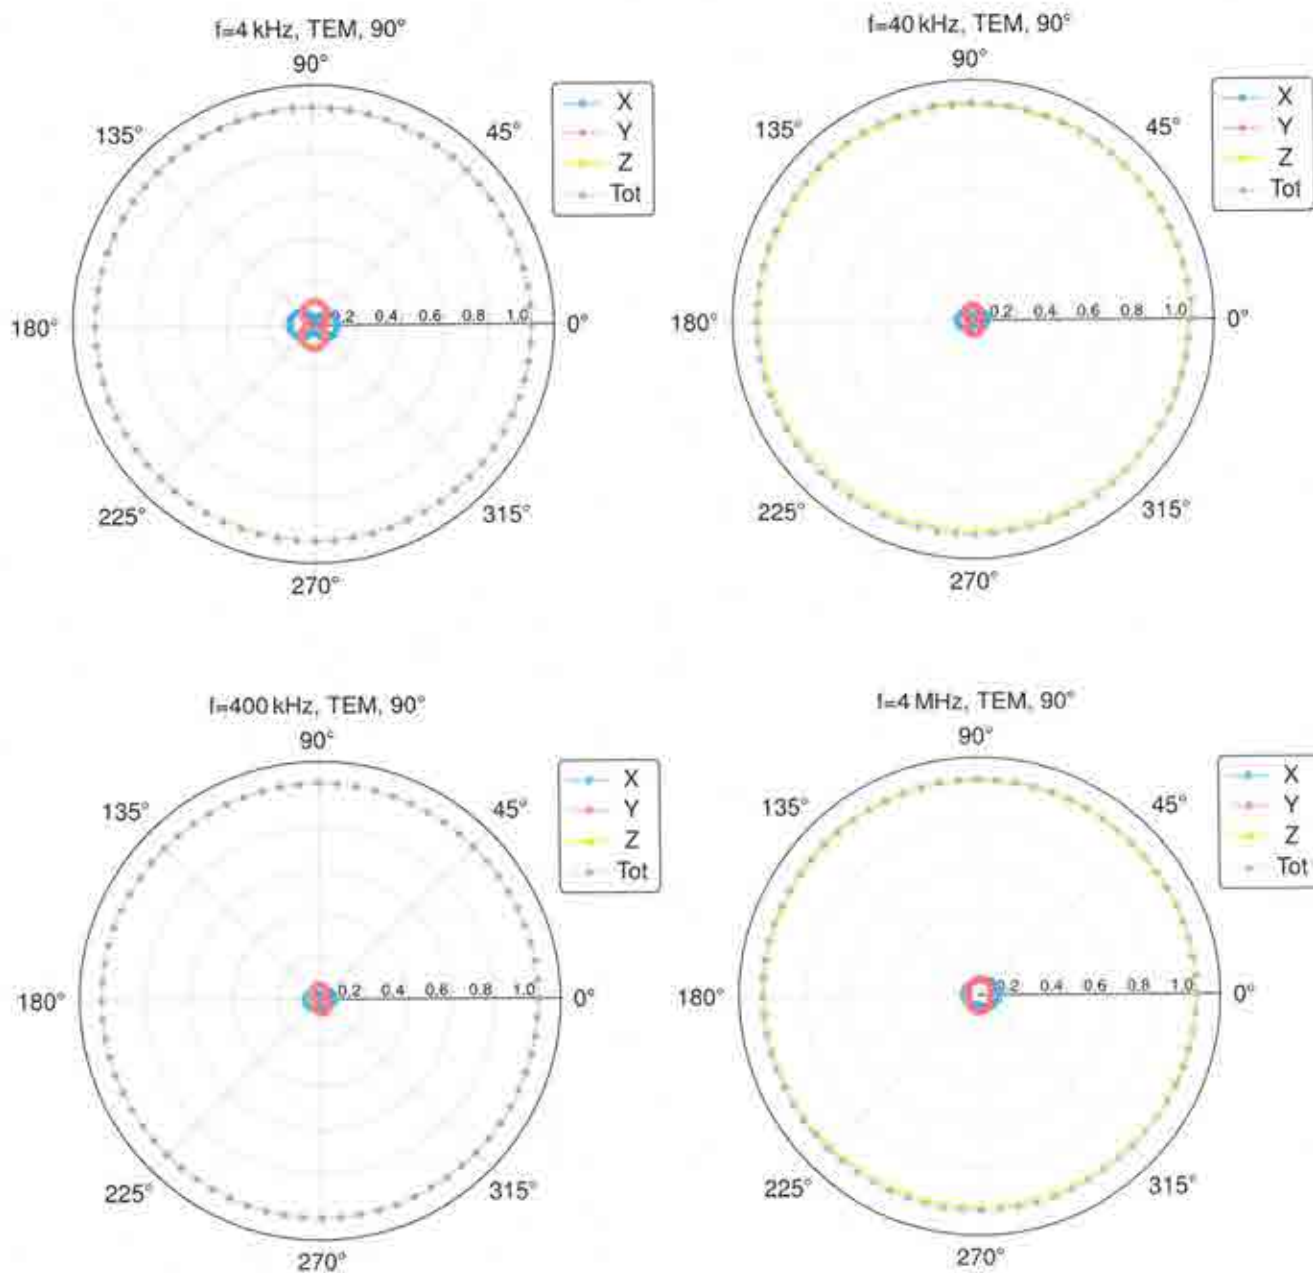 f=4 kHz, TEM, 90°
90°
135°
45°
180°
0.2 0.4 0.6 0.8 1.0
0°
225°
315°
270°
X
Y
Z
Tot
f=40 kHz, TEM, 90°
90°
135°
45°
180°
0.2 0.4 0.6 0.8 1.0
0°
225°
315°
270°
X
Y
Z
Tot
f=400 kHz, TEM, 90°
90°
135°
45°
180°
0.2 0.4 0.6 0.8 1.0
0°
225°
315°
270°
X
Y
Z
Tot
f=4 MHz, TEM, 90°
90°
135°
45°
180°
0.2 0.4 0.6 0.8 1.0
0°
225°
315°
270°
X
Y
Z
Tot